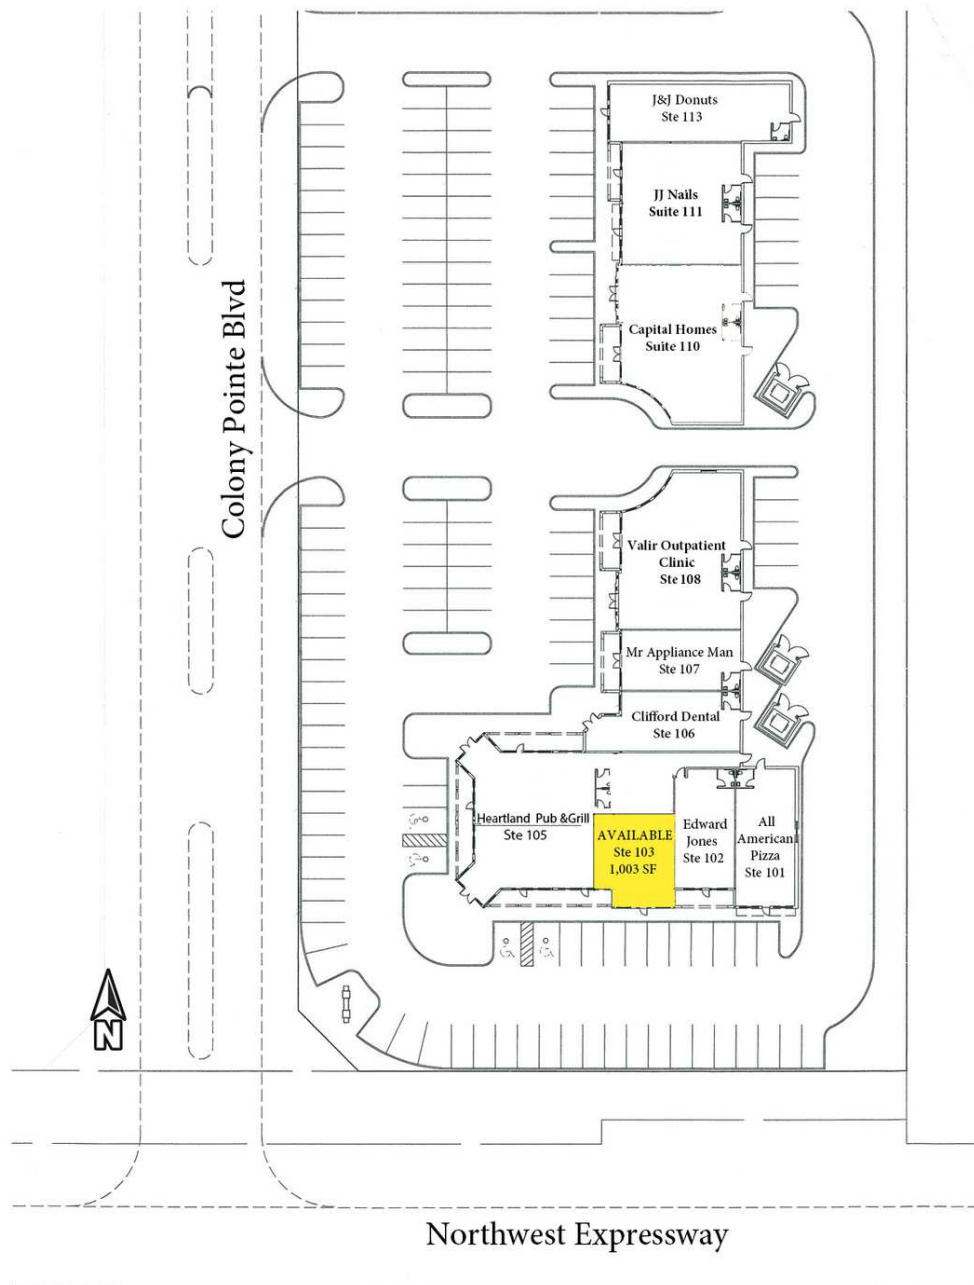 J&J Donuts
Ste 113
JJ Nails
Suite 111
Colony Pointe Blvd
Capital Homes
Suite 110
Valir Outpatient
Clinic
Ste 108
Mr Appliance Man
Ste 107
Clifford Dental
Ste 106
Heartland Pub &Grill
Ste 105
AVAILABLE
Ste 103
1,003 SF
Edward
Jones
Ste 102
All
American
Pizza
Ste 101
N
Northwest Expressway